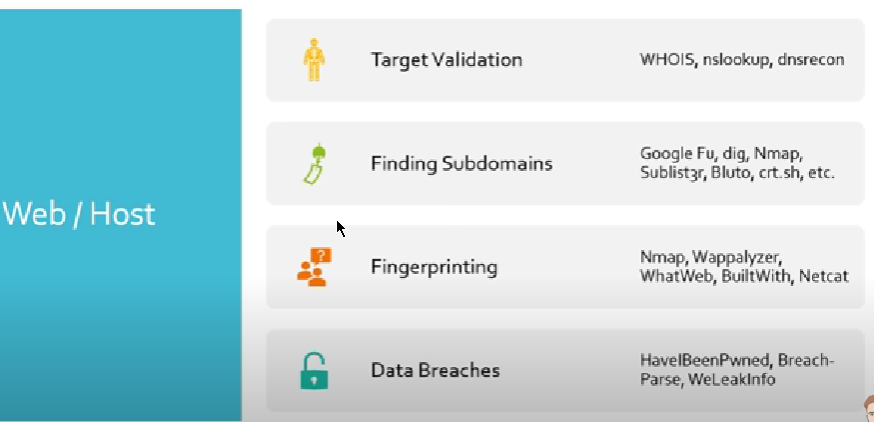 Web / Host
Target Validation
WHOIS, nslookup, dnsrecon
Finding Subdomains
Google Fu, dig, Nmap,
Sublist3r, Bluto, crt.sh, etc.
Fingerprinting
Nmap, Wappalyzer,
WhatWeb, BuiltWith, Netcat
Data Breaches
HaveIBeenPwned, Breach-
Parse, WeLeakInfo
?